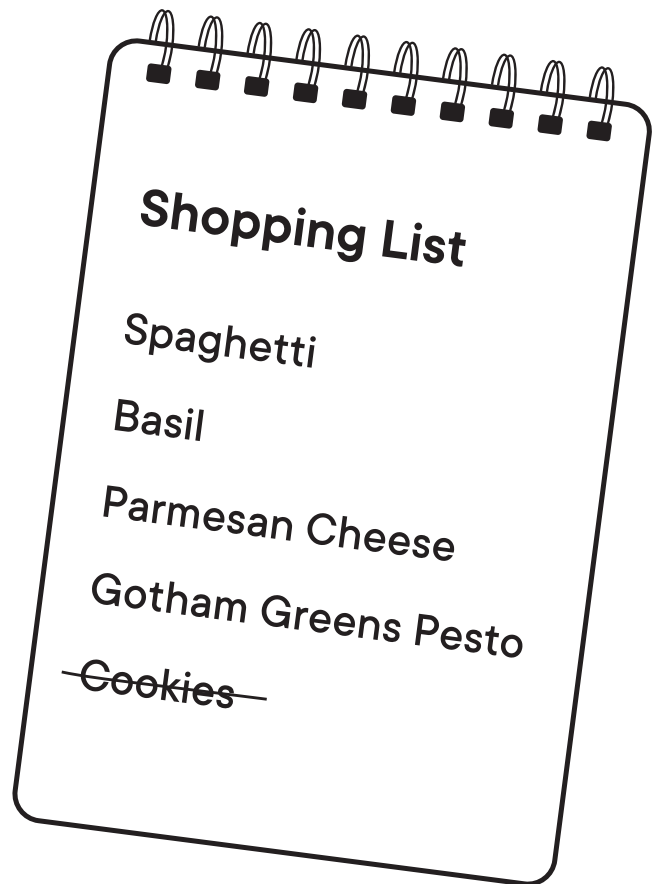 Shopping List
Spaghetti
Basil
Parmesan Cheese
Gotham Greens Pesto
Cookies